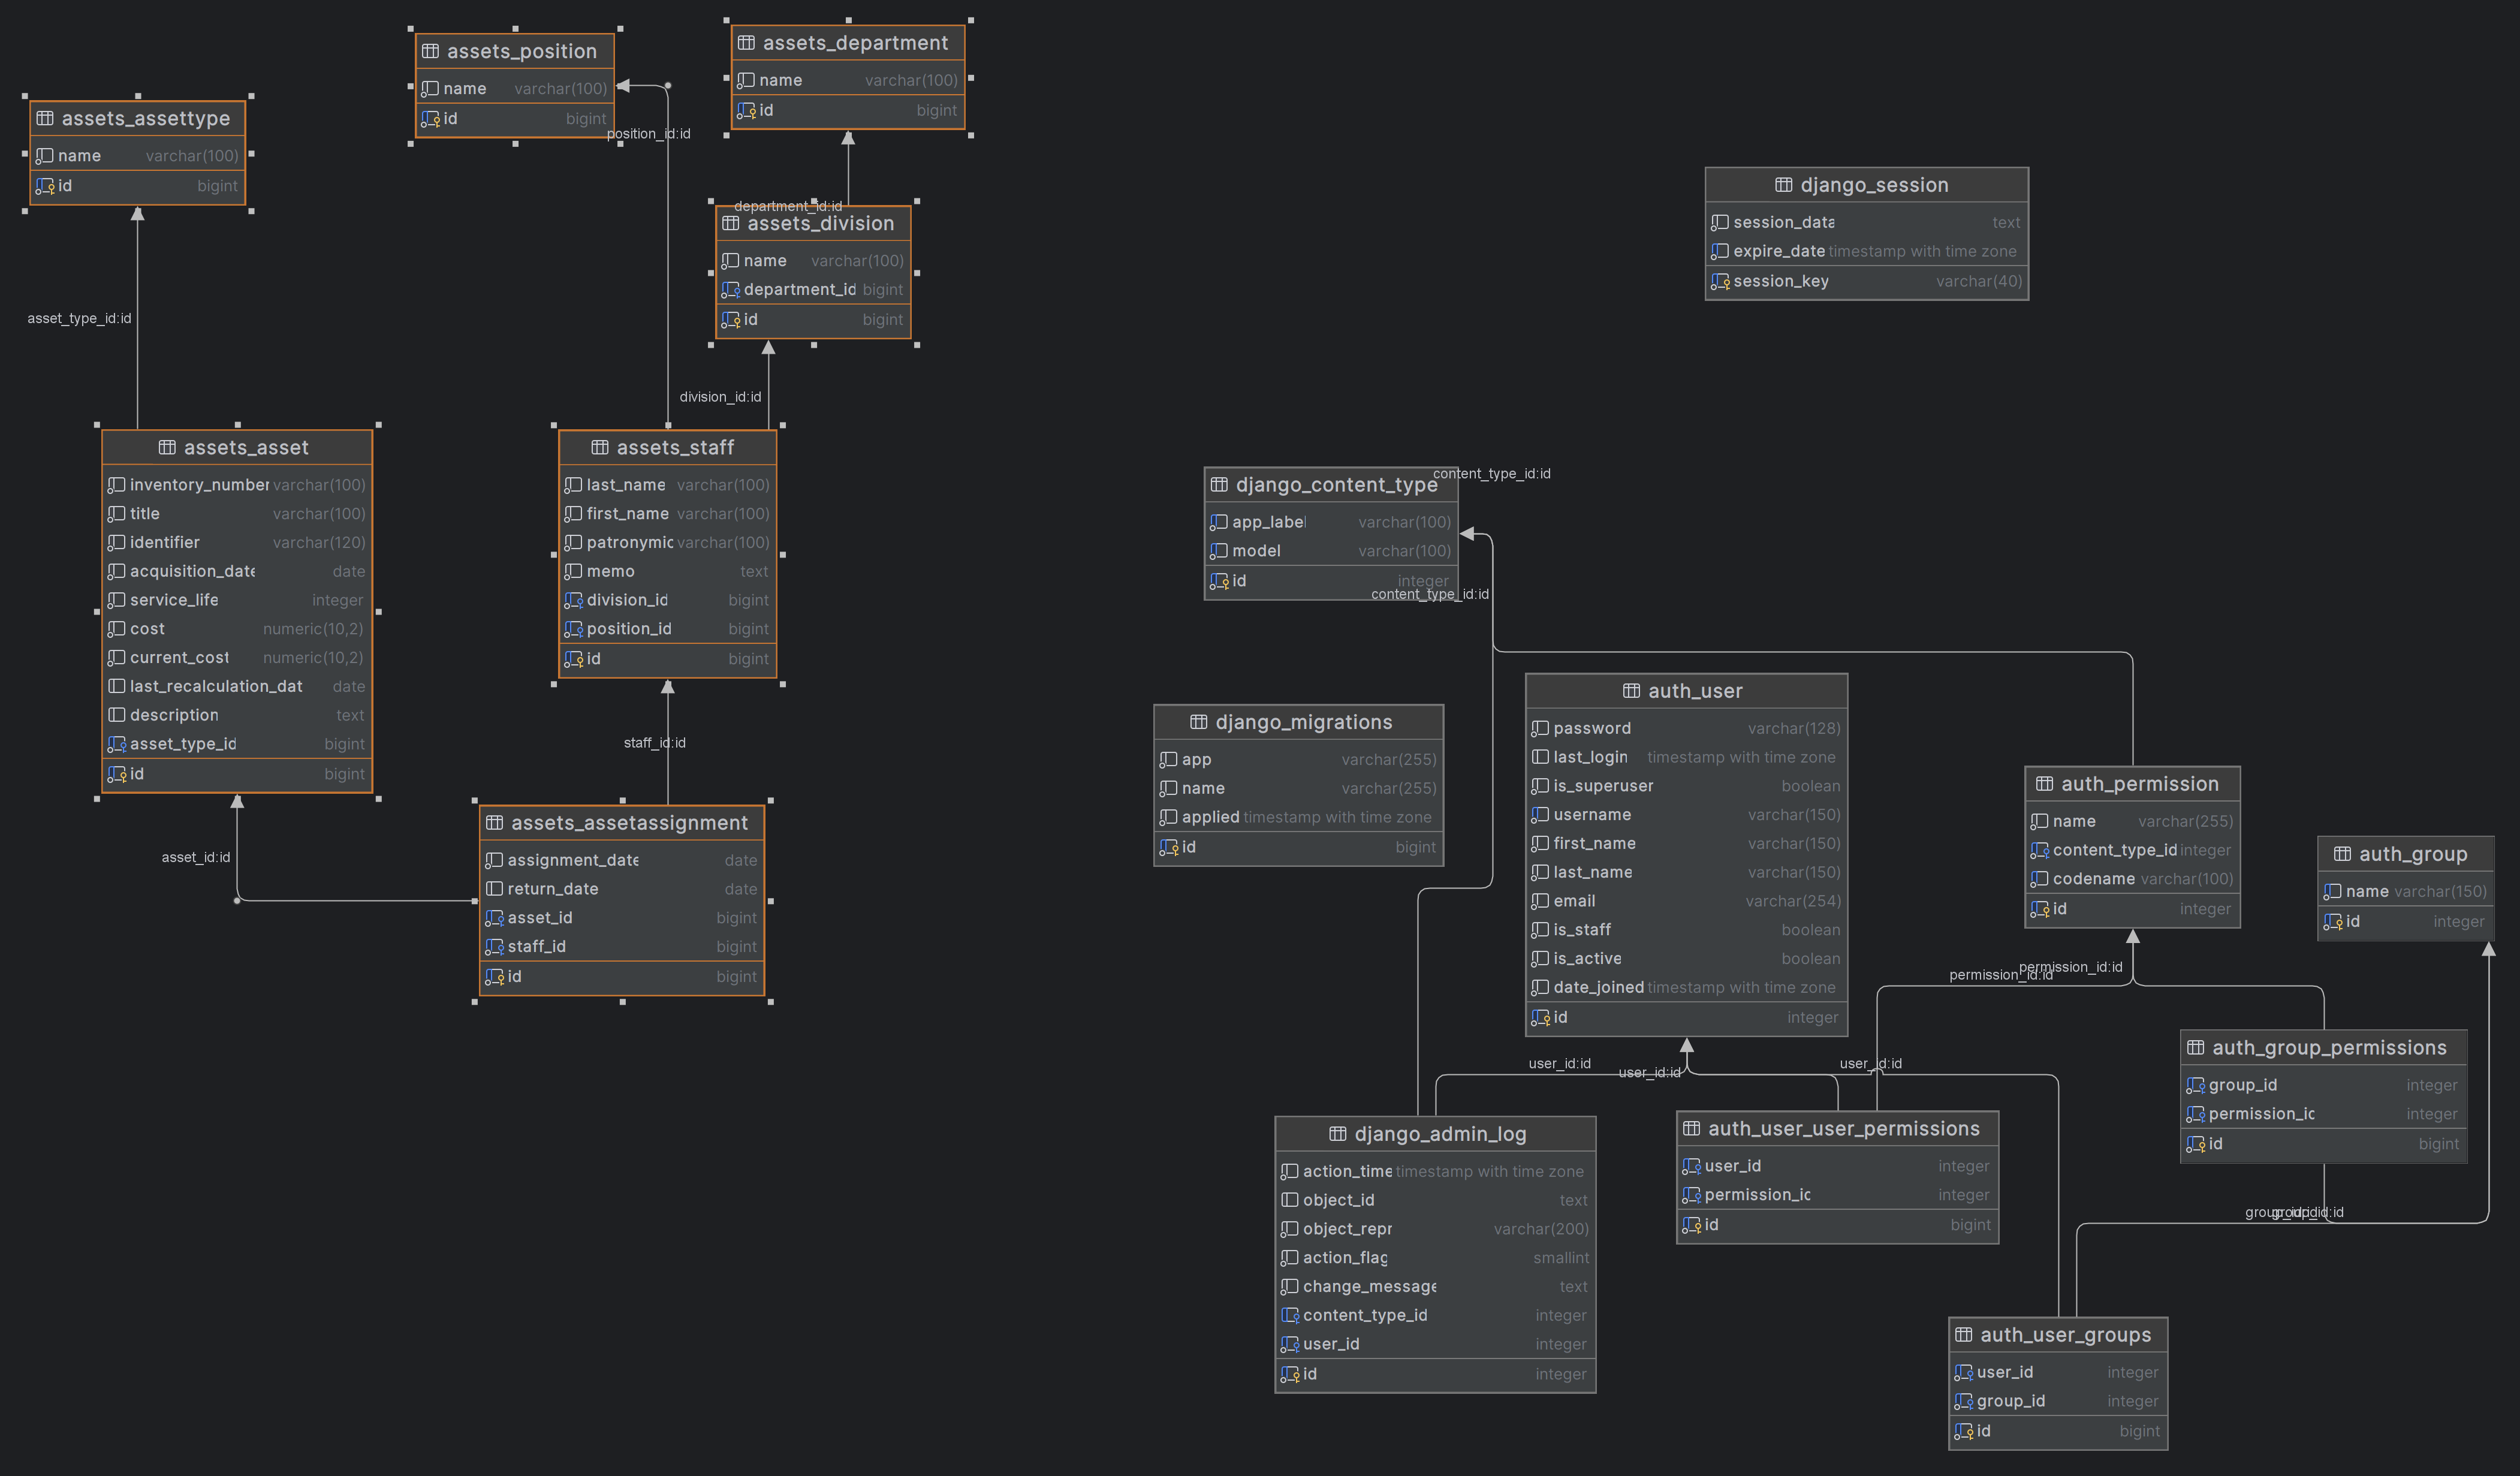 assets_position
name varchar(100)
id bigint
position_id:id
assets_department
name varchar(100)
id bigint
assets_assettype
name varchar(100)
id bigint
department_id:id
assets_division
name varchar(100)
department_id bigint
id bigint
asset_type_id:id
division_id:id
assets_asset
inventory_number varchar(100)
title varchar(100)
identifier varchar(120)
acquisition_date date
service_life integer
cost numeric(10,2)
current_cost numeric(10,2)
last_recalculation_dat date
description text
asset_type_id bigint
id bigint
assets_staff
last_name varchar(100)
first_name varchar(100)
patronymic varchar(100)
memo text
division_id bigint
position_id bigint
id bigint
staff_id:id
asset_id:id
assets_assetassignment
assignment_date date
return_date date
asset_id bigint
staff_id bigint
id bigint
django_session
session_data text
expire_date timestamp with time zone
session_key varchar(40)
content_type_id:id
django_content_type
app_label varchar(100)
model varchar(100)
id integer
content_type_id:id
django_migrations
app varchar(255)
name varchar(255)
applied timestamp with time zone
id bigint
auth_user
password varchar(128)
last_login timestamp with time zone
is_superuser boolean
username varchar(150)
first_name varchar(150)
last_name varchar(150)
email varchar(254)
is_staff boolean
is_active boolean
date_joined timestamp with time zone
id integer
auth_permission
name varchar(255)
content_type_id integer
codename varchar(100)
id integer
auth_group
name varchar(150)
id integer
permission_id:id
permission_id:id
user_id:id
user_id:id
user_id:id
auth_group_permissions
group_id integer
permission_ic integer
id bigint
django_admin_log
action_time timestamp with time zone
object_id text
object_repr varchar(200)
action_flag smallint
change_message text
content_type_id integer
user_id integer
id integer
auth_user_user_permissions
user_id integer
permission_ic integer
id bigint
group_id:id
group_id:id
auth_user_groups
user_id integer
group_id integer
id bigint